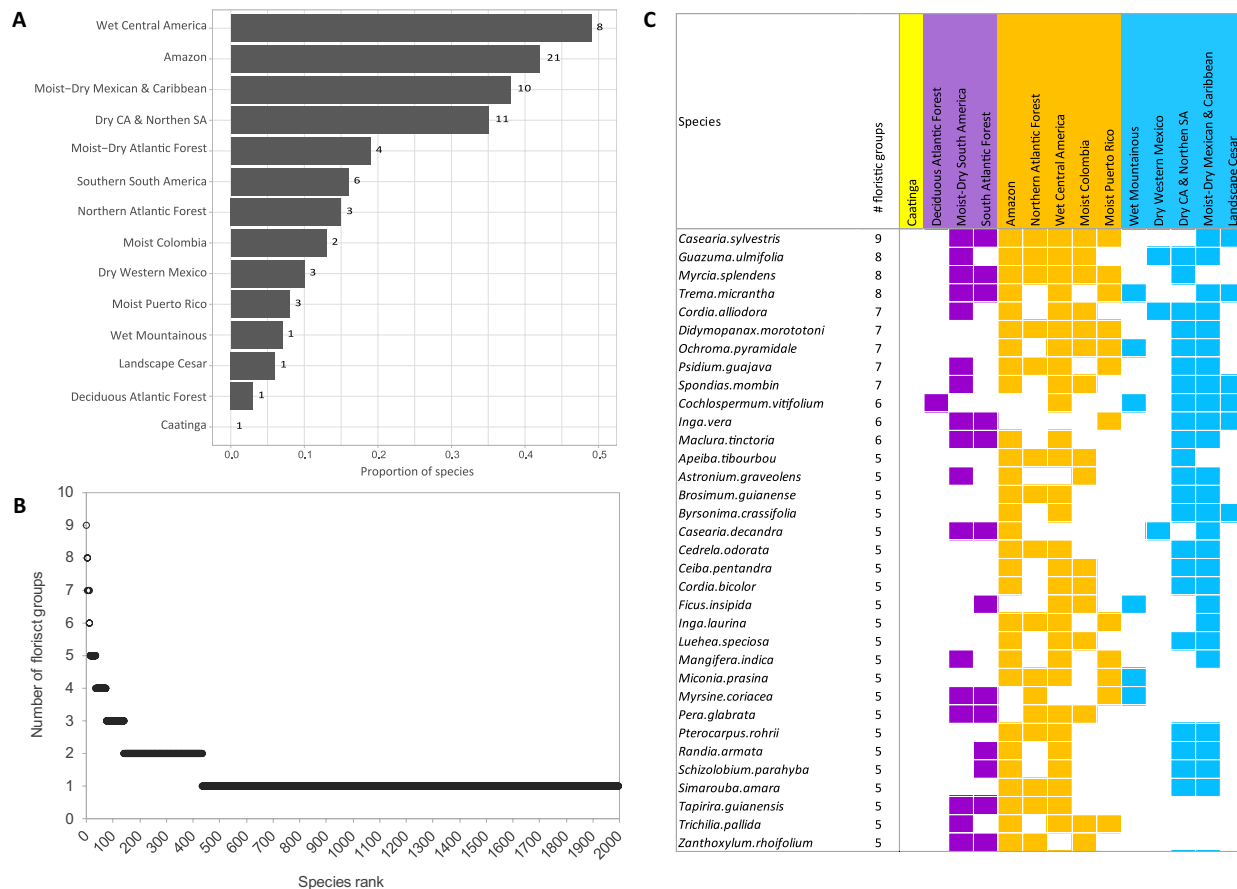 A
Wet Central America 8
Amazon 21
Moist–Dry Mexican & Caribbean 10
Dry CA & Northen SA 11
Moist–Dry Atlantic Forest 4
Southern South America 6
Northern Atlantic Forest 3
Moist Colombia 2
Dry Western Mexico 3
Moist Puerto Rico 3
Wet Mountainous 1
Landscape Cesar 1
Deciduous Atlantic Forest 1
Caatinga 1
0.0 0.1 0.2 0.3 0.4 0.5
Proportion of species
B
Number of florisct groups
10
9
8
7
6
5
4
3
2
1
0
0 100 200 300 400 500 600 700 800 900 1000 1100 1200 1300 1400 1500 1600 1700 1800 1900 2000
Species rank
C
Species
# floristic groups
Caatinga
Deciduous Atlantic Forest
Moist-Dry South America
South Atlantic Forest
Amazon
Northern Atlantic Forest
Wet Central America
Moist Colombia
Moist Puerto Rico
Wet Mountainous
Dry Western Mexico
Dry CA & Northen SA
Moist-Dry Mexican & Caribbean
Landscape Cesar
Casearia.sylvestris 9
Guazuma.ulmifolia 8
Myrcia.splendens 8
Trema.micrantha 8
Cordia.alliodora 7
Didymopanax.morototoni 7
Ochroma.pyramidale 7
Psidium.guajava 7
Spondias.mombin 7
Cochlospermum.vitifolium 6
Inga.vera 6
Maclura.tinctoria 6
Apeiba.tibourbou 5
Astronium.graveolens 5
Brosimum.guianense 5
Byrsonima.crassifolia 5
Casearia.decandra 5
Cedrela.odorata 5
Ceiba.pentandra 5
Cordia.bicolor 5
Ficus.insipida 5
Inga.laurina 5
Luehea.speciosa 5
Mangifera.indica 5
Miconia.prasina 5
Myrsine.coriacea 5
Pera.glabrata 5
Pterocarpus.rohrii 5
Randia.armata 5
Schizolobium.parahyba 5
Simarouba.amara 5
Tapirira.guianensis 5
Trichilia.pallida 5
Zanthoxylum.rhoifolium 5